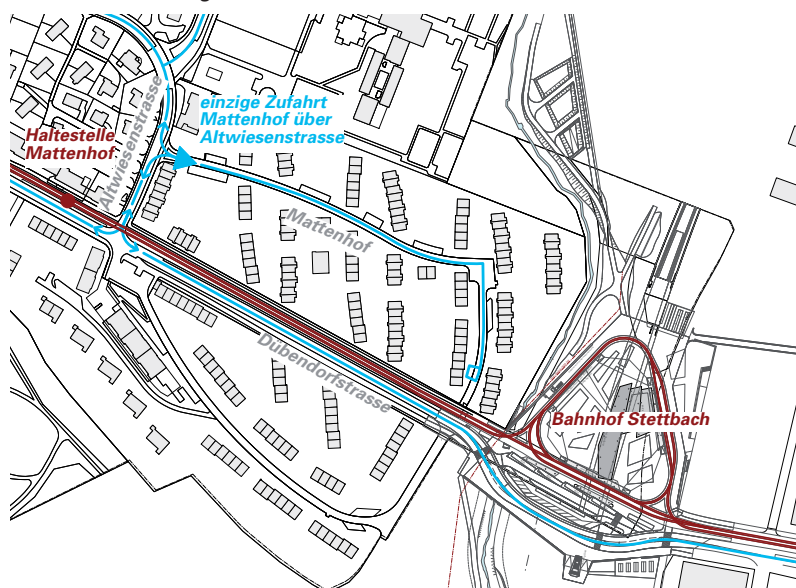 einzige Zufahrt
Mattenhof über
Altwiesenstrasse
Haltestelle
Mattenhof
Altwiesenstrasse
Mattenhof
Dübendorfstrasse
Bahnhof Stettbach